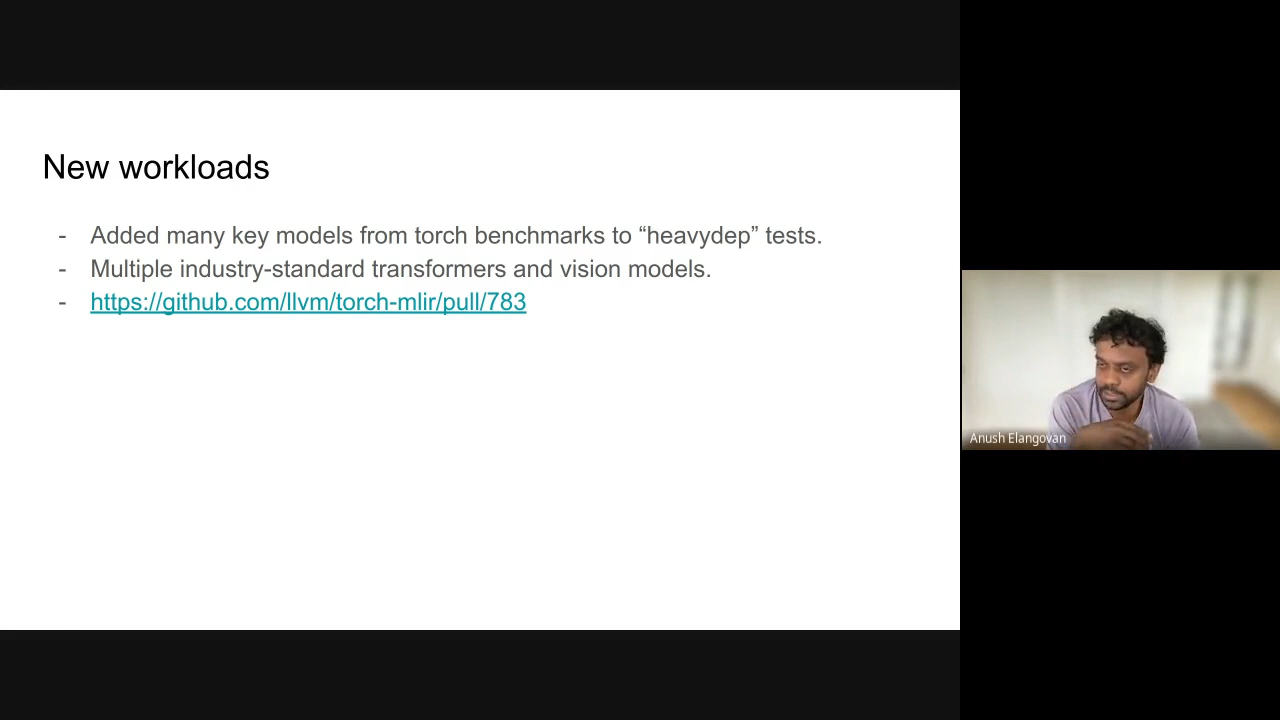 New workloads
- Added many key models from torch benchmarks to “heavydep” tests.
- Multiple industry-standard transformers and vision models.
- https://github.com/llvm/torch-mlir/pull/783
Anush Elangovan